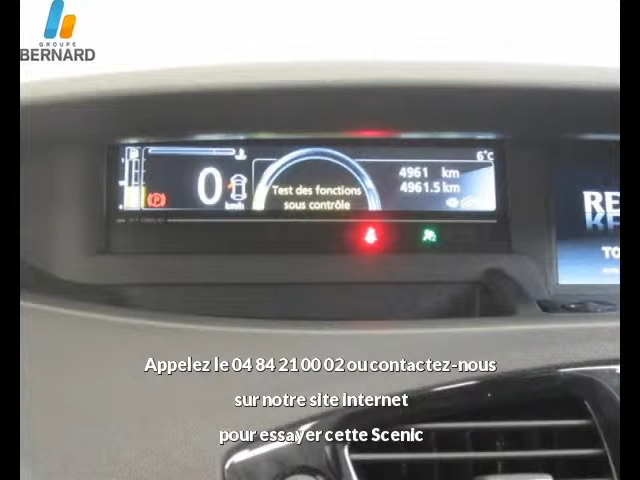 GROUPE
BERNARD
6°C
4961 km
0
km/h
4961.5 km
Test des fonctions
sous contrôle
Appelez le 04 84 21 00 02 ou contactez-nous
sur notre site internet
pour essayer cette Scenic